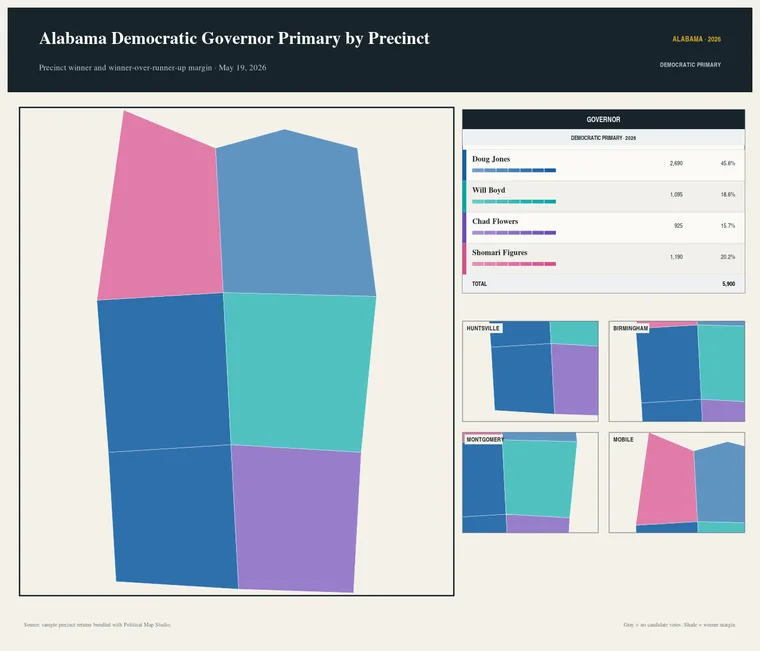 Alabama Democratic Governor Primary by Precinct
ALABAMA · 2026
Precinct winner and winner-over-runner-up margin · May 19, 2026
DEMOCRATIC PRIMARY
GOVERNOR
DEMOCRATIC PRIMARY · 2026
Doug Jones 2,690 45.6%
Will Boyd 1,095 18.6%
Chad Flowers 925 15.7%
Shomari Figures 1,190 20.2%
TOTAL 5,900
HUNTSVILLE
BIRMINGHAM
MONTGOMERY
MOBILE
Source: sample precinct returns bundled with Political Map Studio.
Gray = no candidate votes. Shade = winner margin.